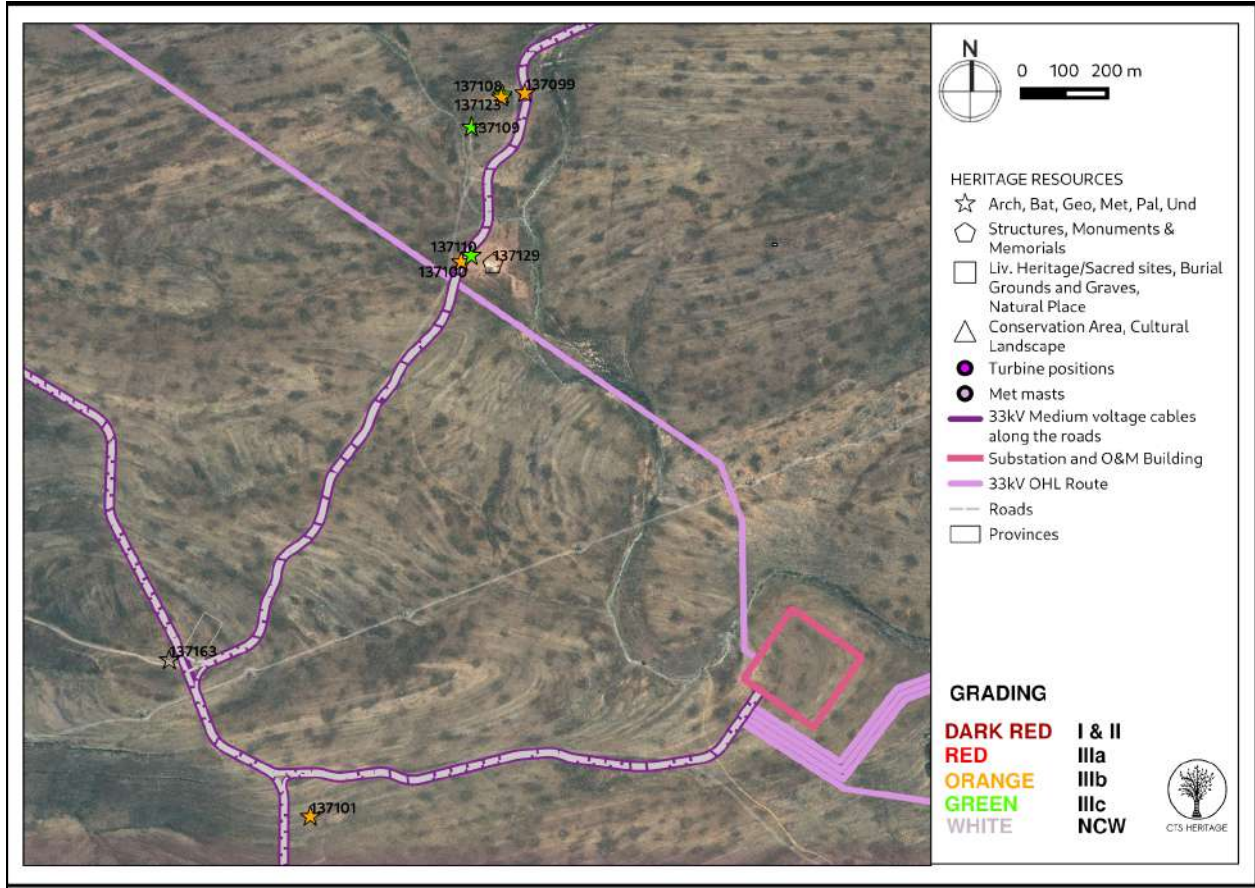 137108
137099
137123
137109
137110
137129
137100
137163
137101
N
0 100 200 m
HERITAGE RESOURCES
Arch, Bat, Geo, Met, Pal, Und
Structures, Monuments &
Memorials
Liv. Heritage/Sacred sites, Burial
Grounds and Graves,
Natural Place
Conservation Area, Cultural
Landscape
Turbine positions
Met masts
33kV Medium voltage cables
along the roads
Substation and O&M Building
33kV OHL Route
Roads
Provinces
GRADING
DARK RED I & II
RED IIIa
ORANGE IIIb
GREEN IIIc
WHITE NCW
CTS HERITAGE